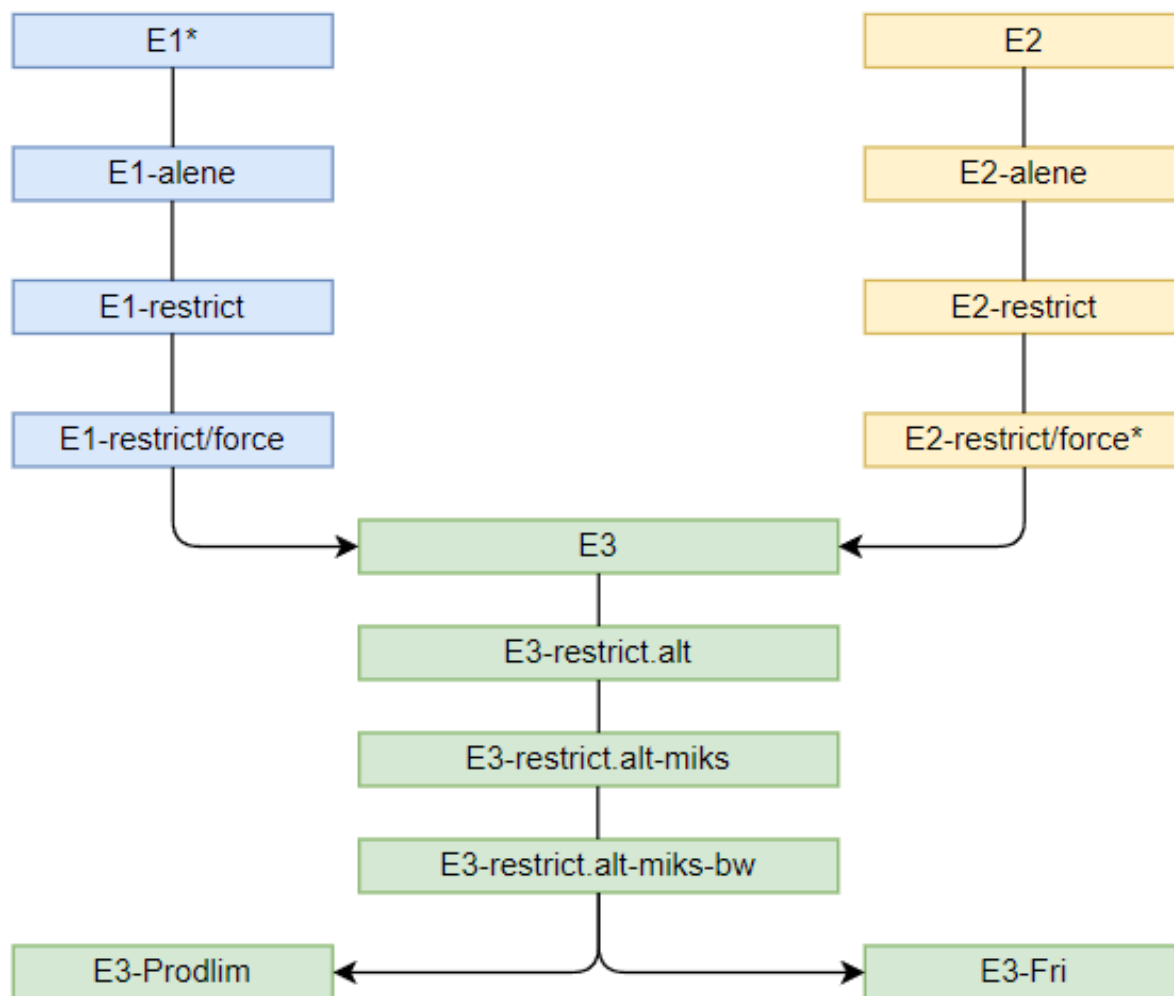 E1*
E2
E1-alene
E2-alene
E1-restrict
E2-restrict
E1-restrict/force
E2-restrict/force*
E3
E3-restrict.alt
E3-restrict.alt-miks
E3-restrict.alt-miks-bw
E3-Prodlim
E3-Fri